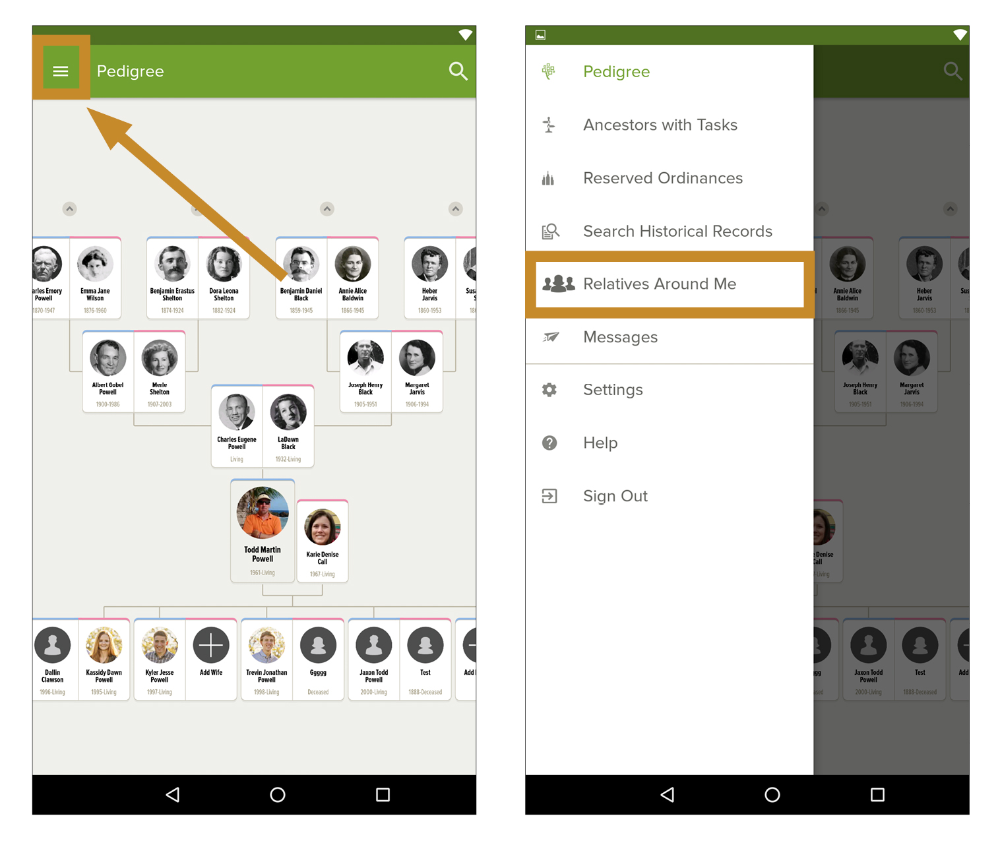 Pedigree
arles Emory
Powell
1870-1947
Emma Jane
Wilson
1876-1960
Benjamin Erastus
Shelton
1874-1924
Dora Leona
Shelton
1882-1924
Benjamin Daniel
Black
1859-1945
Annie Alice
Baldwin
1866-1945
Heber
Jarvis
1860-1953
Sus
Albert Gobel
Powell
1900-1986
Merle
Shelton
1907-2003
Joseph Henry
Black
1905-1951
Margaret
Jarvis
1906-1994
Charles Eugene
Powell
Living
LaDawn
Black
1932-Living
Todd Martin
Powell
1961-Living
Karie Denise
Call
1967-Living
Dallin
Clawson
1996-Living
Kassidy Dawn
Powell
1995-Living
Kyler Jesse
Powell
1997-Living
Add Wife
Trevin Jonathan
Powell
1998-Living
Ggggg
Deceased
Jaxon Todd
Powell
2000-Living
Test
1888-Deceased
Add
Pedigree
Ancestors with Tasks
Reserved Ordinances
Search Historical Records
Relatives Around Me
Messages
Settings
Help
Sign Out
Annie Alice
Baldwin
1866-1945
Heber
Jarvis
1860-1953
Sus
Joseph Henry
Black
1905-1951
Margaret
Jarvis
1906-1994
Denise
Call
-Living
gg
ased
Jaxon Todd
Powell
2000-Living
Test
1888-Deceased
Add